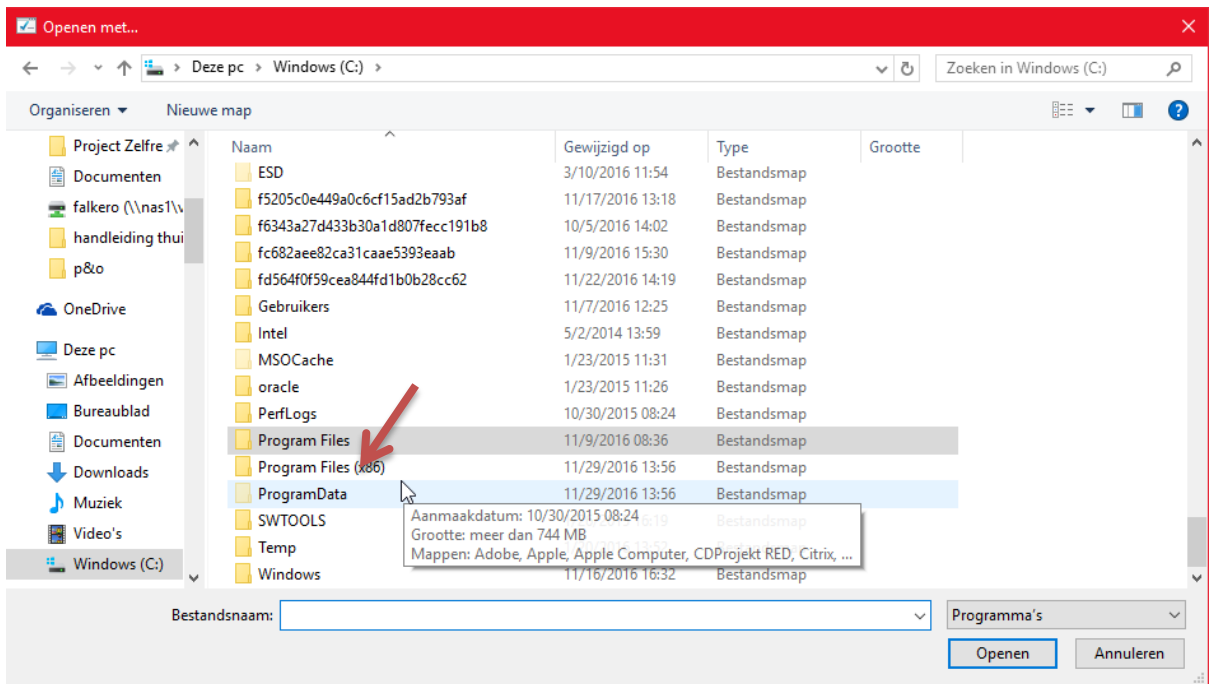 Openen met...
Deze pc > Windows (C:) >
Zoeken in Windows (C:)
Organiseren
Nieuwe map
Project Zelfre
Documenten
falkero (\\nas1\v
handleiding thui
p&o
OneDrive
Deze pc
Afbeeldingen
Bureaublad
Documenten
Downloads
Muziek
Video's
Windows (C:)
Naam Gewijzigd op Type Grootte
ESD 3/10/2016 11:54 Bestandsmap
f5205c0e449a0c6cf15ad2b793af 11/17/2016 13:18 Bestandsmap
f6343a27d433b30a1d807fecc191b8 10/5/2016 14:02 Bestandsmap
fc682aee82ca31caae5393eaab 11/9/2016 15:30 Bestandsmap
fd564f0f59cea844fd1b0b28cc62 11/22/2016 14:19 Bestandsmap
Gebruikers 11/7/2016 12:25 Bestandsmap
Intel 5/2/2014 13:59 Bestandsmap
MSOCache 1/23/2015 11:31 Bestandsmap
oracle 1/23/2015 11:26 Bestandsmap
PerfLogs 10/30/2015 08:24 Bestandsmap
Program Files 11/9/2016 08:36 Bestandsmap
Program Files (x86) 11/29/2016 13:56 Bestandsmap
ProgramData 11/29/2016 13:56 Bestandsmap
SWTOOLS 16:19 Bestandsmap
Temp
Windows 11/16/2016 16:32 Bestandsmap
Aanmaakdatum: 10/30/2015 08:24
Grootte: meer dan 744 MB
Mappen: Adobe, Apple, Apple Computer, CDProjekt RED, Citrix, ...
Bestandsnaam:
Programma's
Openen
Annuleren